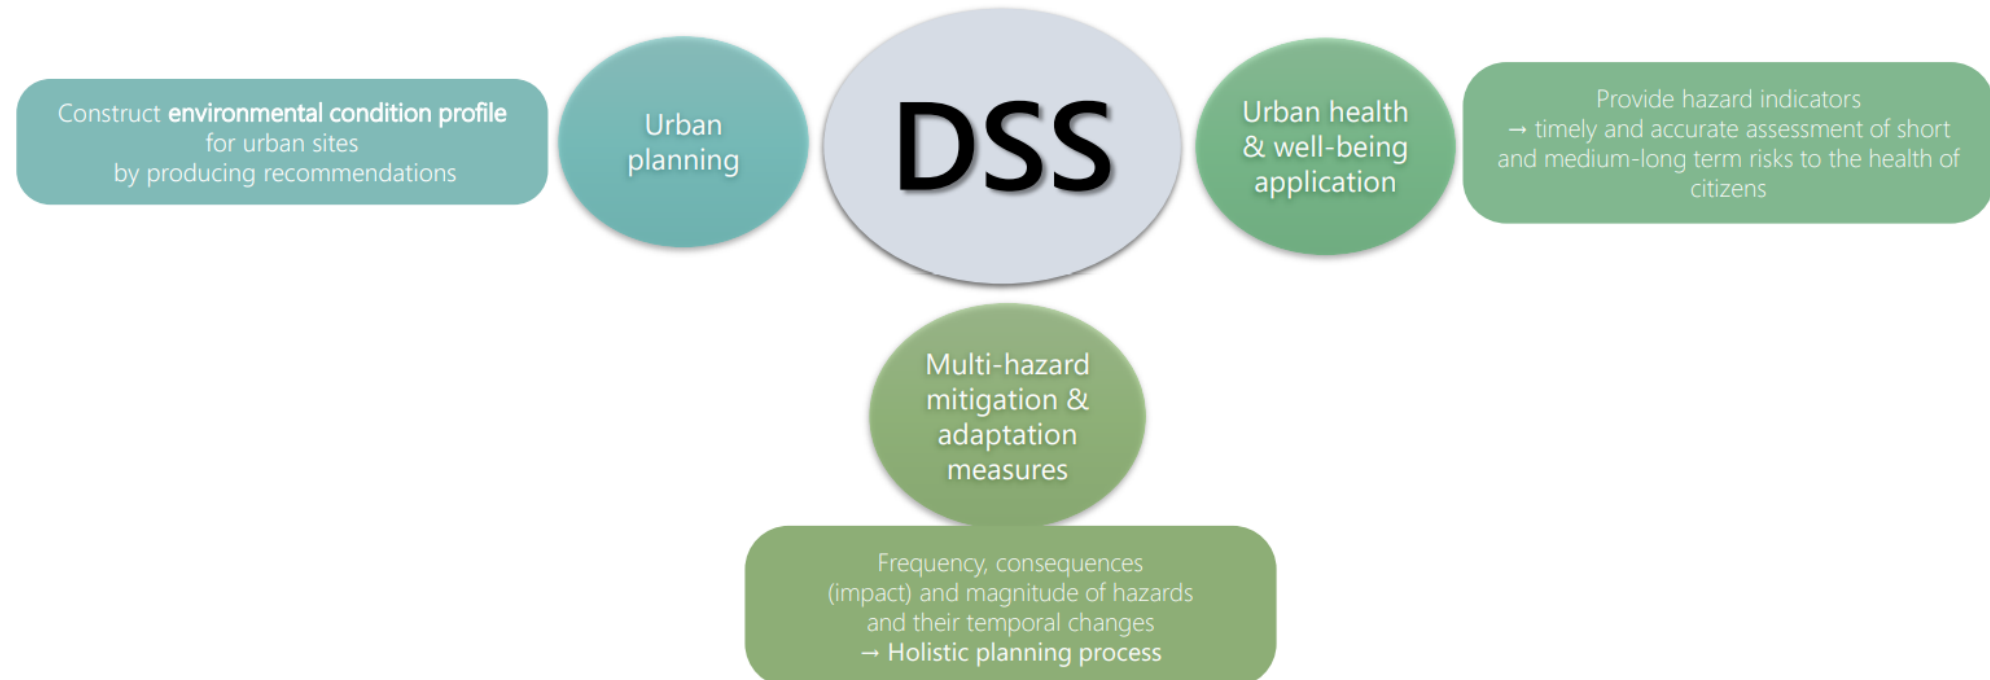 Construct environmental condition profile
for urban sites
by producing recommendations
Urban
planning
DSS
Urban health
& well-being
application
Provide hazard indicators
→ timely and accurate assessment of short
and medium-long term risks to the health of
citizens
Multi-hazard
mitigation &
adaptation
measures
Frequency, consequences
(impact) and magnitude of hazards
and their temporal changes
→ Holistic planning process